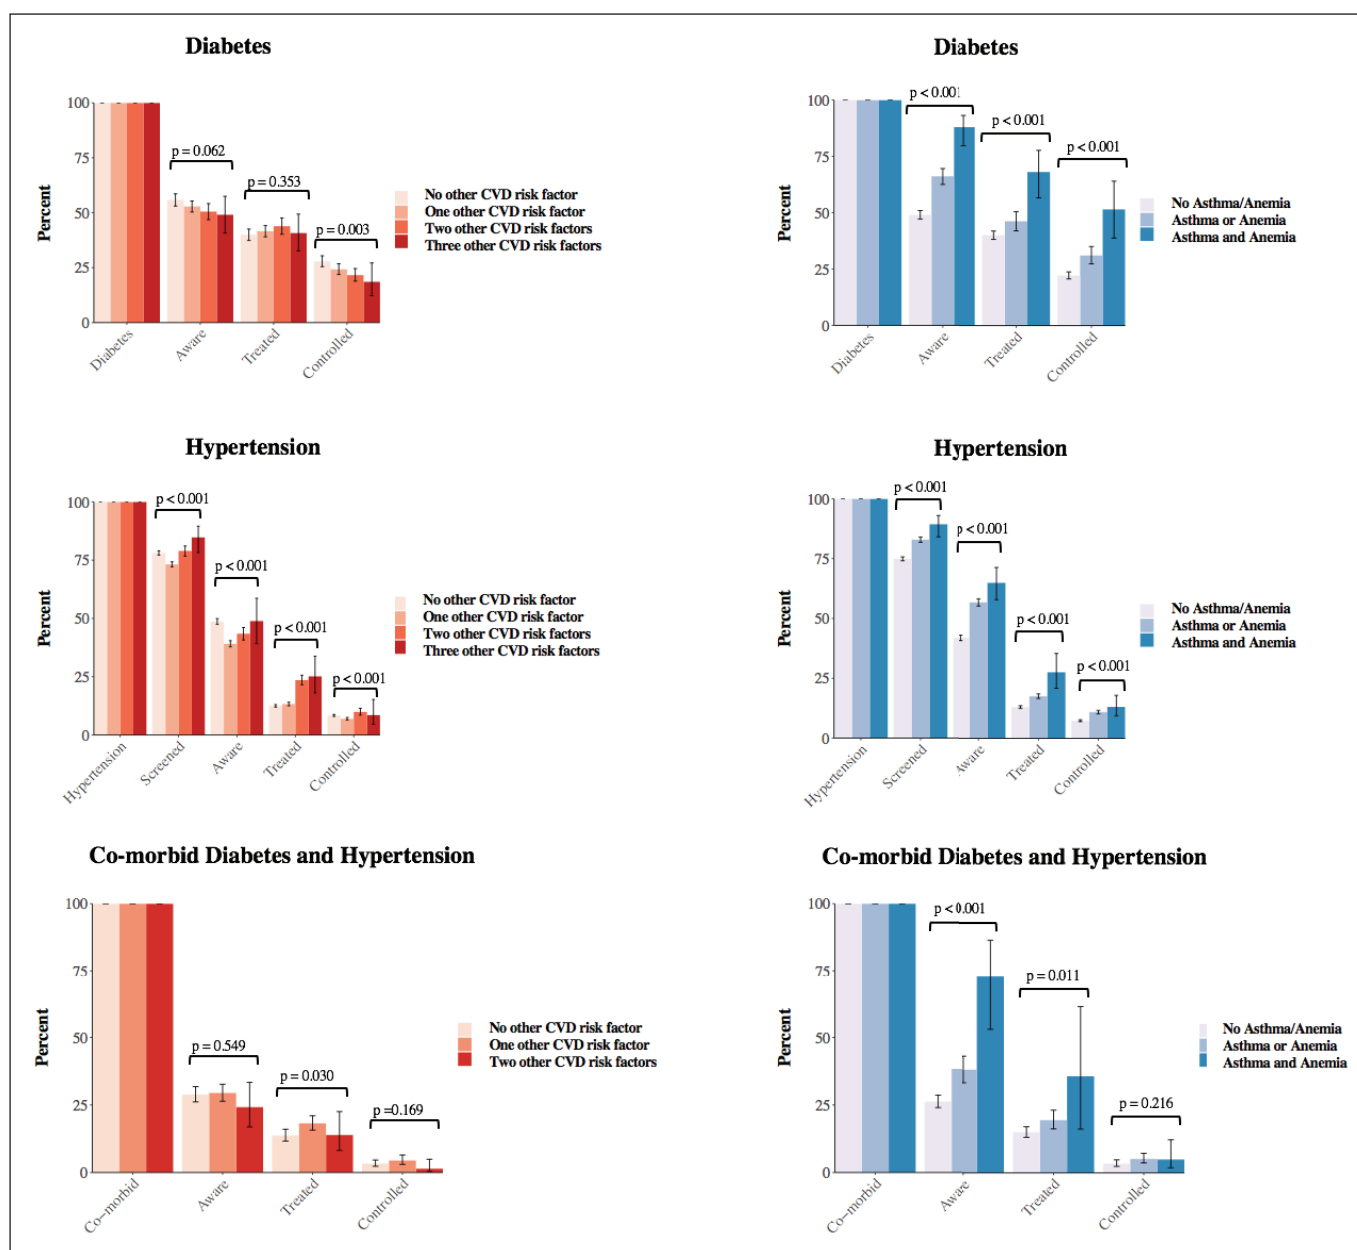 Diabetes
Percent
100
75
50
25
0
p = 0.062
p = 0.353
p = 0.003
Diabetes
Aware
Treated
Controlled
No other CVD risk factor
One other CVD risk factor
Two other CVD risk factors
Three other CVD risk factors
Diabetes
Percent
100
75
50
25
0
p < 0.001
p < 0.001
p < 0.001
Diabetes
Aware
Treated
Controlled
No Asthma/Anemia
Asthma or Anemia
Asthma and Anemia
Hypertension
Percent
100
75
50
25
0
p < 0.001
p < 0.001
p < 0.001
p < 0.001
Hypertension
Screened
Aware
Treated
Controlled
No other CVD risk factor
One other CVD risk factor
Two other CVD risk factors
Three other CVD risk factors
Hypertension
Percent
100
75
50
25
0
p < 0.001
p < 0.001
p < 0.001
p < 0.001
Hypertension
Screened
Aware
Treated
Controlled
No Asthma/Anemia
Asthma or Anemia
Asthma and Anemia
Co-morbid Diabetes and Hypertension
Percent
100
75
50
25
0
p = 0.549
p = 0.030
p =0.169
Co−morbid
Aware
Treated
Controlled
No other CVD risk factor
One other CVD risk factor
Two other CVD risk factors
Co-morbid Diabetes and Hypertension
Percent
100
75
50
25
0
p < 0.001
p = 0.011
p = 0.216
Co−morbid
Aware
Treated
Controlled
No Asthma/Anemia
Asthma or Anemia
Asthma and Anemia